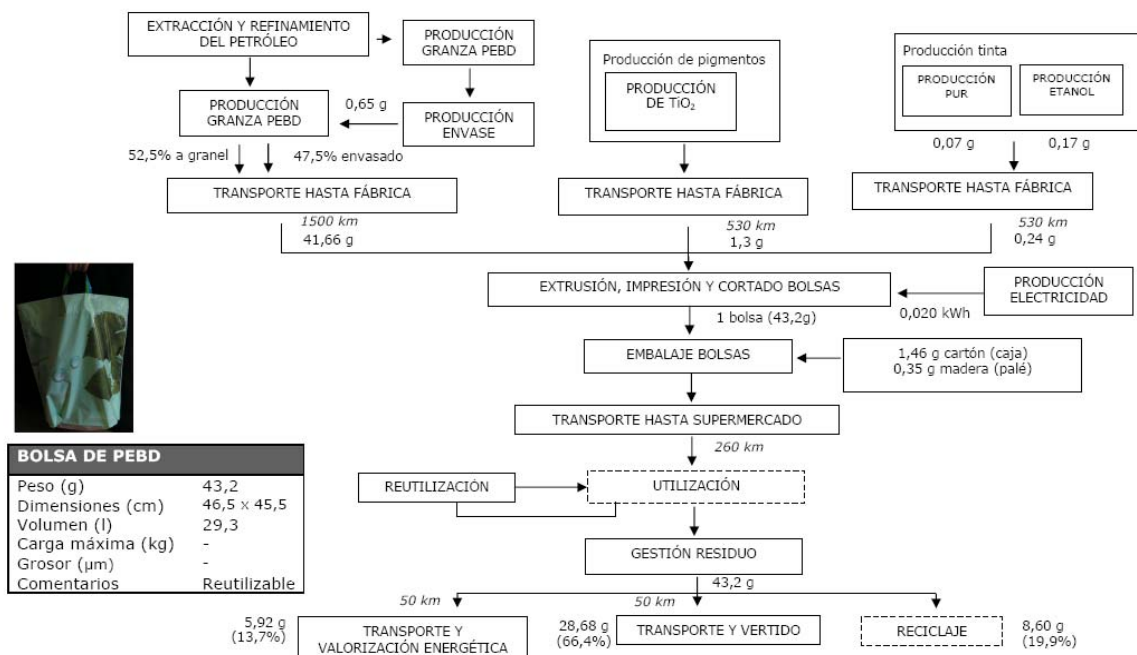 EXTRACCIÓN Y REFINAMIENTO
DEL PETRÓLEO
PRODUCCIÓN
GRANZA PEBD
PRODUCCIÓN
GRANZA PEBD
0,65 g
PRODUCCIÓN
ENVASE
52,5% a granel
47,5% envasado
TRANSPORTE HASTA FÁBRICA
1500 km
41,66 g
Producción de pigmentos
PRODUCCIÓN
DE TiO2
TRANSPORTE HASTA FÁBRICA
530 km
1,3 g
Producción tinta
PRODUCCIÓN
PUR
PRODUCCIÓN
ETANOL
0,07 g
0,17 g
TRANSPORTE HASTA FÁBRICA
530 km
0,24 g
EXTRUSIÓN, IMPRESIÓN Y CORTADO BOLSAS
PRODUCCIÓN
ELECTRICIDAD
0,020 kWh
1 bolsa (43,2g)
EMBALAJE BOLSAS
1,46 g cartón (caja)
0,35 g madera (palé)
TRANSPORTE HASTA SUPERMERCADO
260 km
REUTILIZACIÓN
UTILIZACIÓN
GESTIÓN RESIDUO
43,2 g
50 km
50 km
5,92 g
(13,7%)
TRANSPORTE Y
VALORIZACIÓN ENERGÉTICA
28,68 g
(66,4%)
TRANSPORTE Y VERTIDO
RECICLAJE
8,60 g
(19,9%)
BOLSA DE PEBD
Peso (g) 43,2
Dimensiones (cm) 46,5 x 45,5
Volumen (l) 29,3
Carga máxima (kg) -
Grosor (µm) -
Comentarios Reutilizable